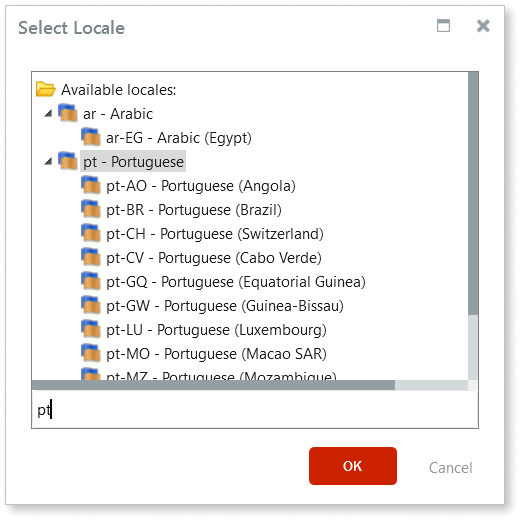 Select Locale
Available locales:
ar - Arabic
ar-EG - Arabic (Egypt)
pt - Portuguese
pt-AO - Portuguese (Angola)
pt-BR - Portuguese (Brazil)
pt-CH - Portuguese (Switzerland)
pt-CV - Portuguese (Cabo Verde)
pt-GQ - Portuguese (Equatorial Guinea)
pt-GW - Portuguese (Guinea-Bissau)
pt-LU - Portuguese (Luxembourg)
pt-MO - Portuguese (Macao SAR)
pt-MZ - Portuguese (Mozambique)
pt
OK Cancel